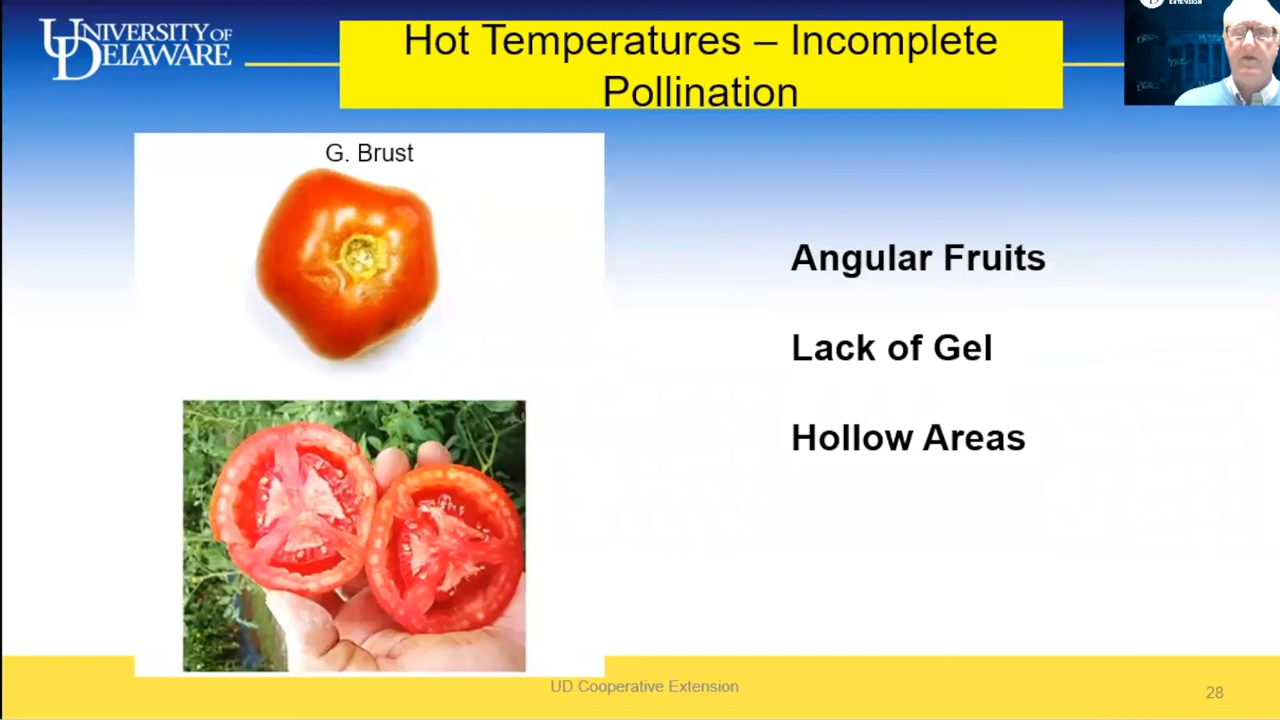 UNIVERSITY OF
DELAWARE
Hot Temperatures – Incomplete
Pollination
EXTENSION
G. Brust
Angular Fruits
Lack of Gel
Hollow Areas
UD Cooperative Extension
28